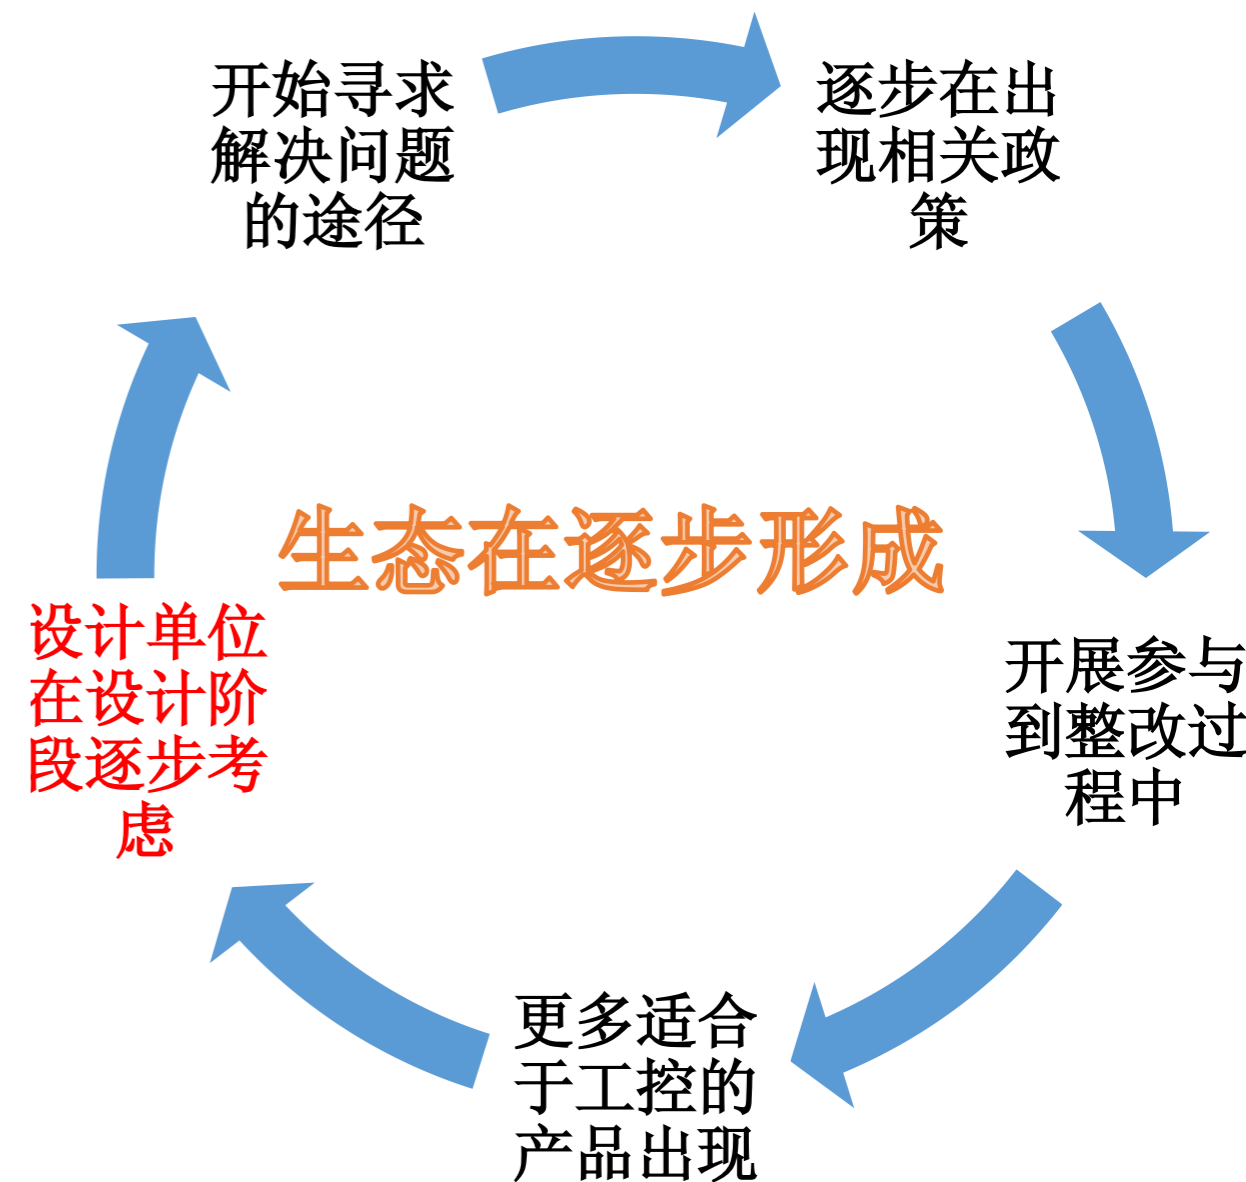 开始寻求
解决问题
的途径
逐步在出
现相关政
策
生态在逐步形成
设计单位
在设计阶
段逐步考
虑
开展参与
到整改过
程中
更多适合
于工控的
产品出现